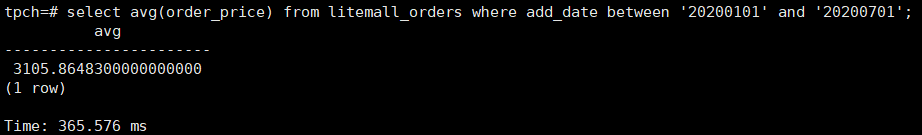 tpch=# select avg(order_price) from litemall_orders where add_date between '20200101' and '20200701';
avg
-----------------------
3105.8648300000000000
(1 row)
Time: 365.576 ms